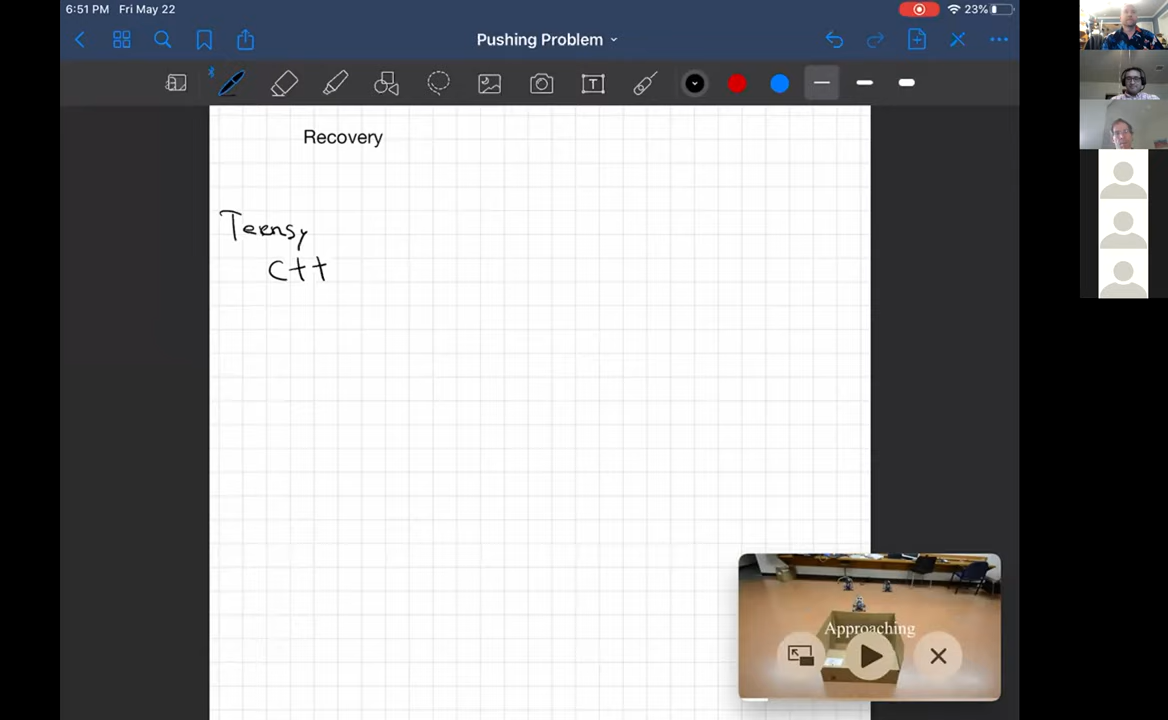 6:51 PM Fri May 22
23%
Pushing Problem
T
Recovery
Teensy
C++
Approaching